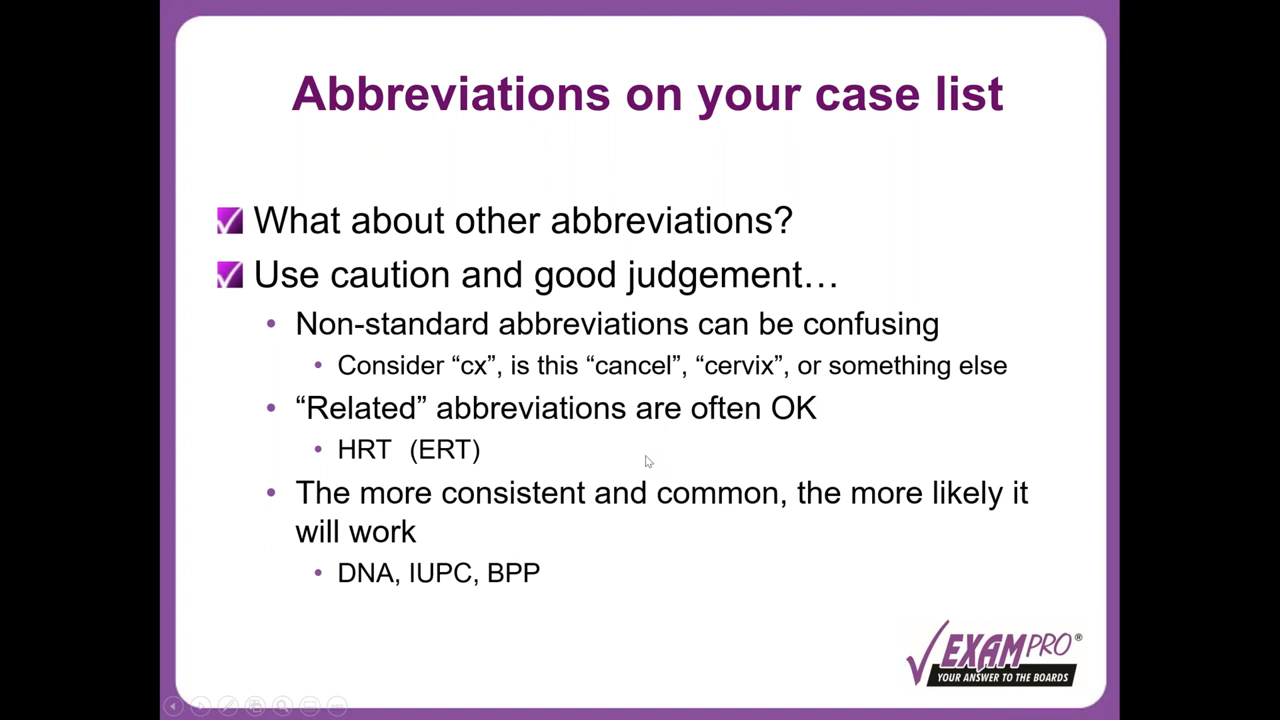 Abbreviations on your case list
What about other abbreviations?
Use caution and good judgement…
• Non-standard abbreviations can be confusing
• Consider “cx”, is this “cancel”, “cervix”, or something else
• “Related” abbreviations are often OK
• HRT (ERT)
• The more consistent and common, the more likely it
will work
• DNA, IUPC, BPP
EXAMPRO®
YOUR ANSWER TO THE BOARDS